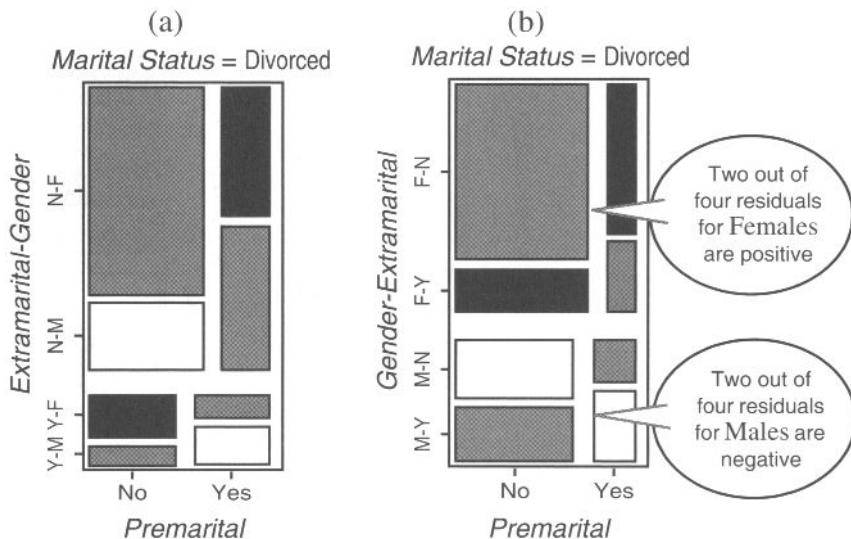 (a)
Marital Status = Divorced
Extramarital-Gender
N-F
N-M
Y-F
Y-M
No Yes
Premarital
(b)
Marital Status = Divorced
Gender-Extramarital
F-N
F-Y
M-N
M-Y
No Yes
Premarital
Two out of
four residuals
for Females
are positive
Two out of
four residuals
for Males are
negative